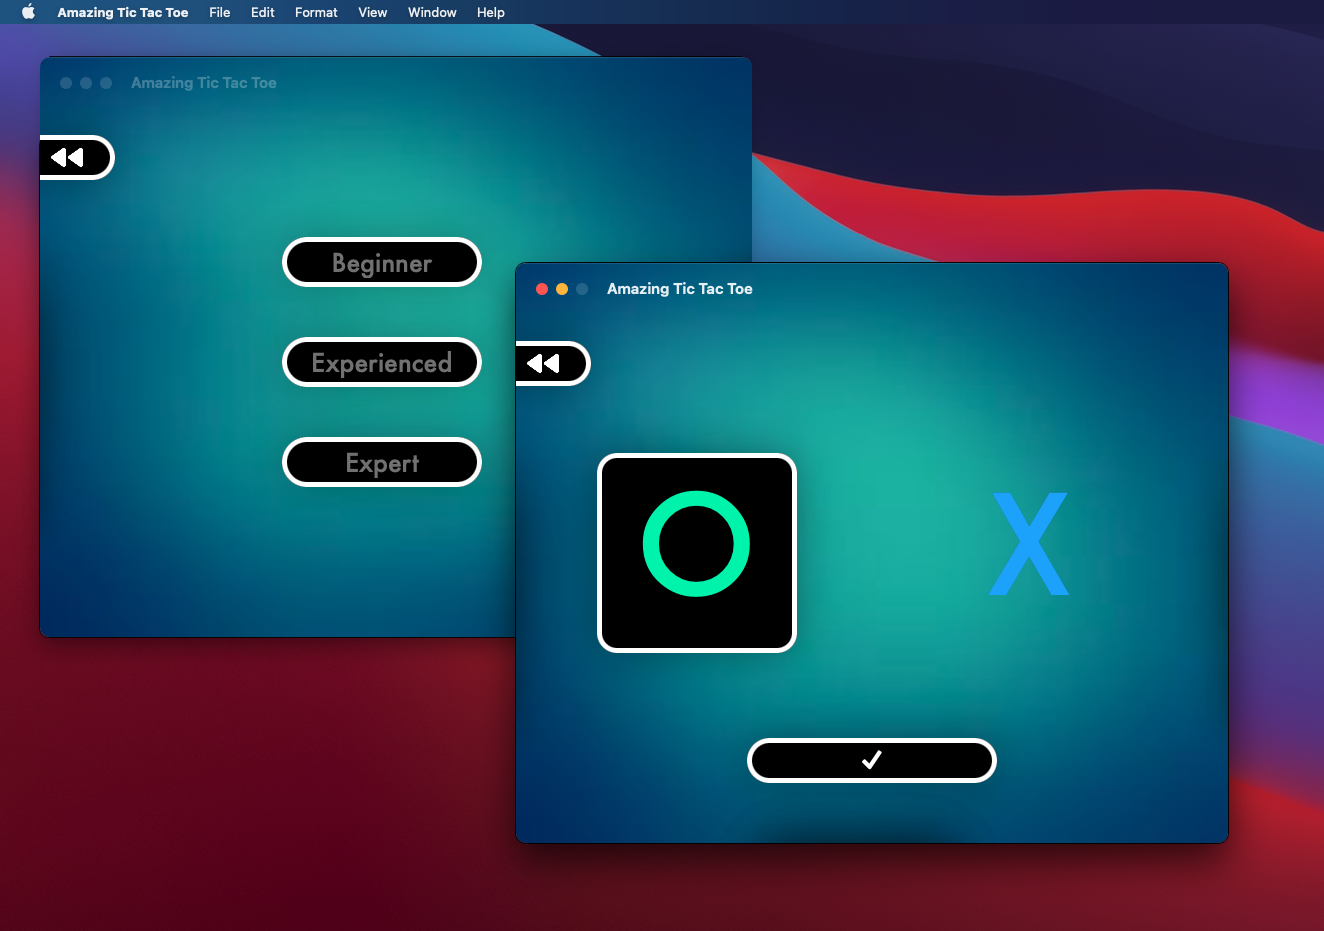 Amazing Tic Tac Toe File Edit Format View Window Help
Amazing Tic Tac Toe
Beginner
Experienced
Expert
Amazing Tic Tac Toe
O X